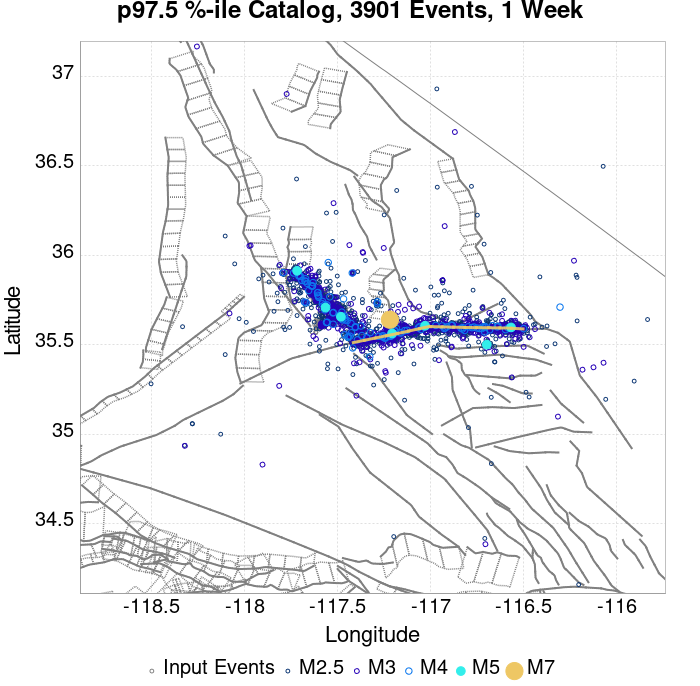 p97.5 %-ile Catalog, 3901 Events, 1 Week
37
36.5
36
35.5
35
34.5
Latitude
-118.5 -118 -117.5 -117 -116.5 -116
Longitude
Input Events M2.5 M3 M4 M5 M7